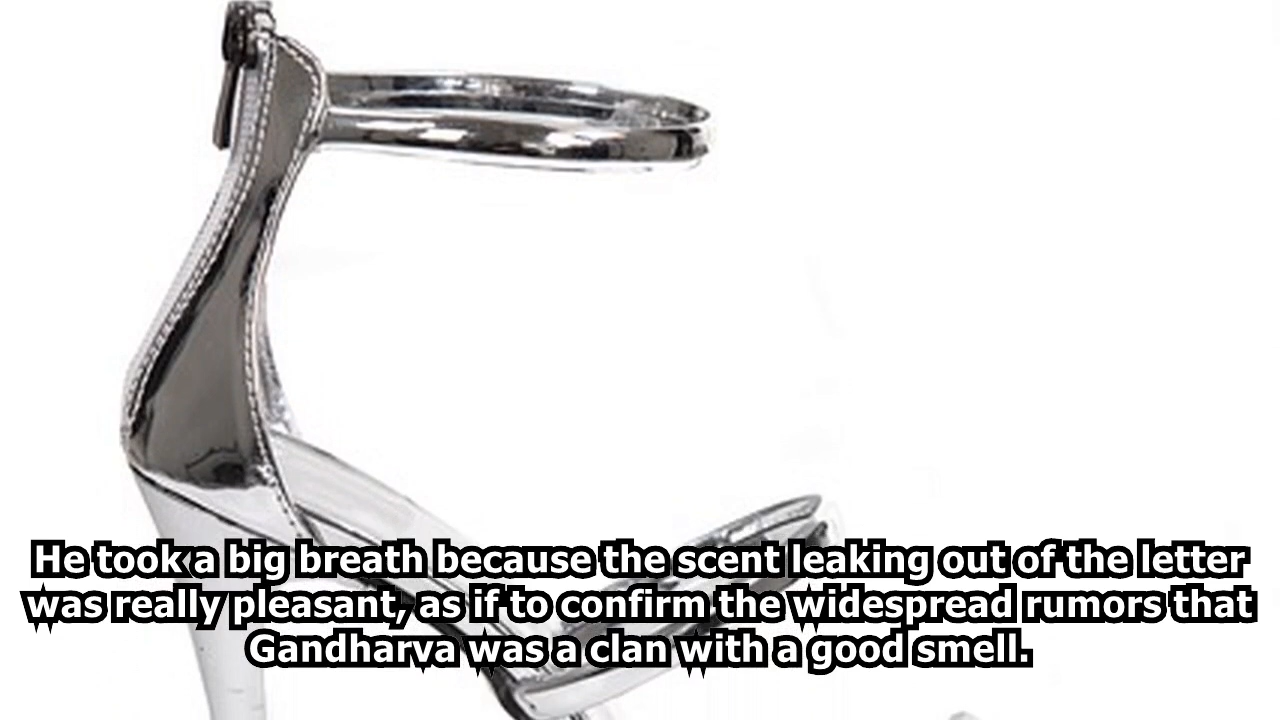 He took a big breath because the scent leaking out of the letter
was really pleasant, as if to confirm the widespread rumors that
Gandharva was a clan with a good smell.